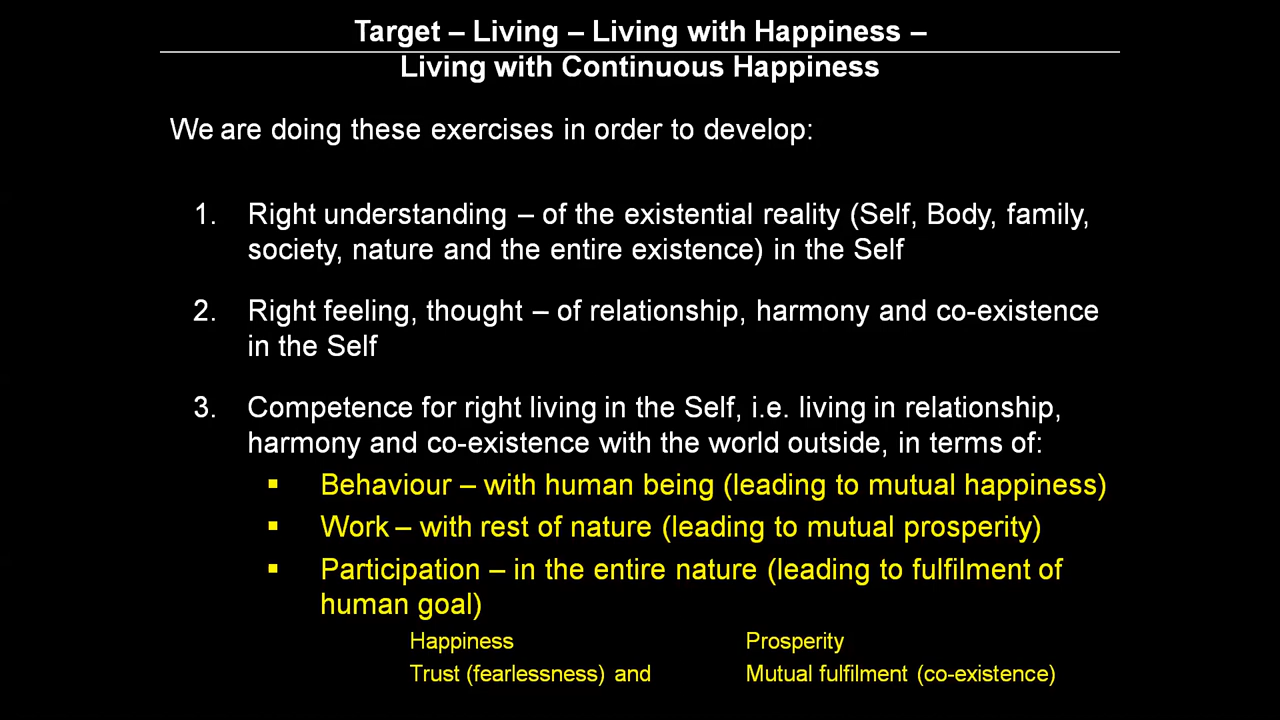 Target – Living – Living with Happiness –
Living with Continuous Happiness
We are doing these exercises in order to develop:
1. Right understanding – of the existential reality (Self, Body, family,
society, nature and the entire existence) in the Self
2. Right feeling, thought – of relationship, harmony and co-existence
in the Self
3. Competence for right living in the Self, i.e. living in relationship,
harmony and co-existence with the world outside, in terms of:
▪ Behaviour – with human being (leading to mutual happiness)
▪ Work – with rest of nature (leading to mutual prosperity)
▪ Participation – in the entire nature (leading to fulfilment of
human goal)
Happiness Prosperity
Trust (fearlessness) and Mutual fulfilment (co-existence)